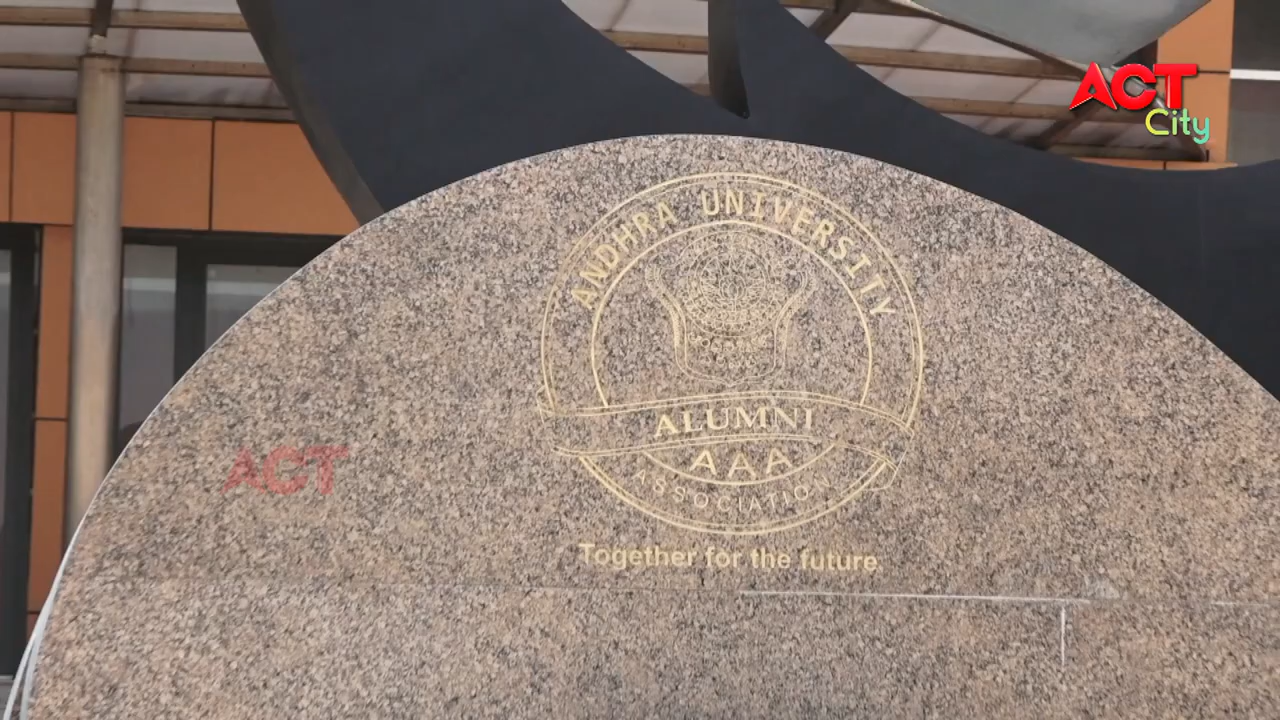 ACT
City
ANDHRA UNIVERSITY
ALUMNI
AAA
ASSOCIATION
ACT
Together for the future.